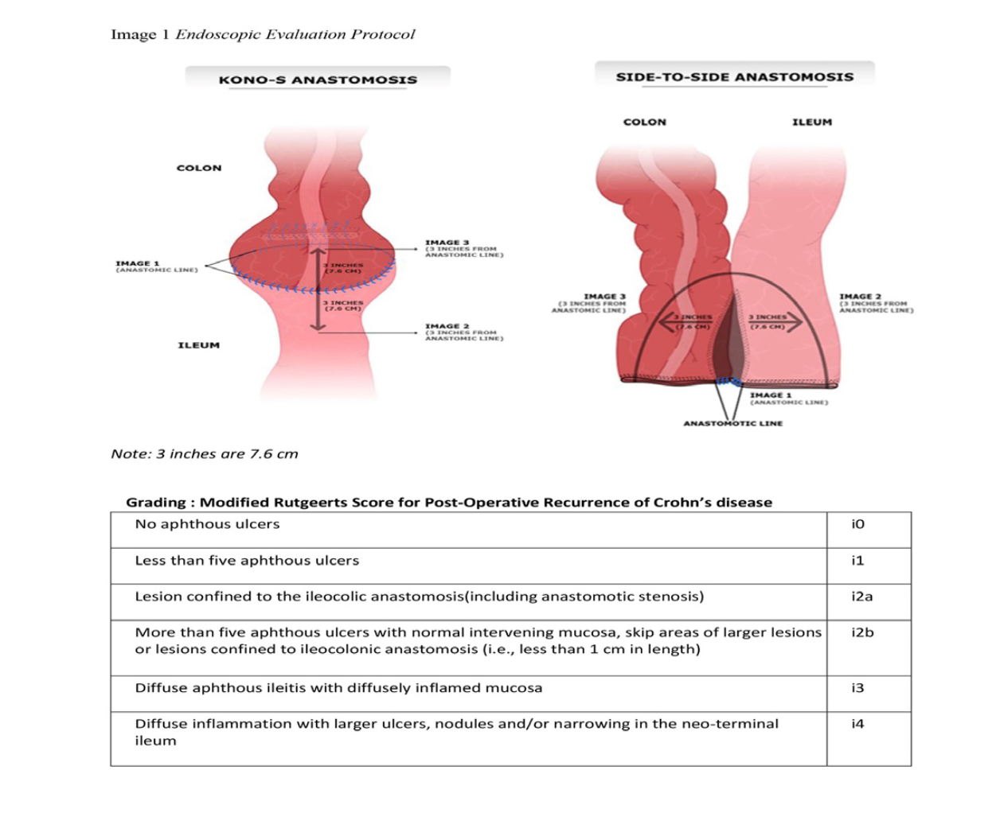 Image 1 Endoscopic Evaluation Protocol
KONO-S ANASTOMOSIS
COLON
IMAGE 1
(ANASTOMIC LINE)
3 INCHES
(7.6 CM)
3 INCHES
(7.6 CM)
IMAGE 3
(3 INCHES FROM
ANASTOMIC LINE)
IMAGE 2
(3 INCHES FROM
ANASTOMIC LINE)
ILEUM
SIDE-TO-SIDE ANASTOMOSIS
COLON
ILEUM
IMAGE 3
(3 INCHES FROM
ANASTOMIC LINE)
3 INCHES
(7.6 CM)
3 INCHES
(7.6 CM)
IMAGE 2
(3 INCHES FROM
ANASTOMIC LINE)
IMAGE 1
(ANASTOMIC LINE)
ANASTOMOTIC LINE
Note: 3 inches are 7.6 cm
Grading : Modified Rutgeerts Score for Post-Operative Recurrence of Crohn’s disease
No aphthous ulcers i0
Less than five aphthous ulcers i1
Lesion confined to the ileocolic anastomosis(including anastomotic stenosis) i2a
More than five aphthous ulcers with normal intervening mucosa, skip areas of larger lesions i2b
or lesions confined to ileocolonic anastomosis (i.e., less than 1 cm in length)
Diffuse aphthous ileitis with diffusely inflamed mucosa i3
Diffuse inflammation with larger ulcers, nodules and/or narrowing in the neo-terminal i4
ileum